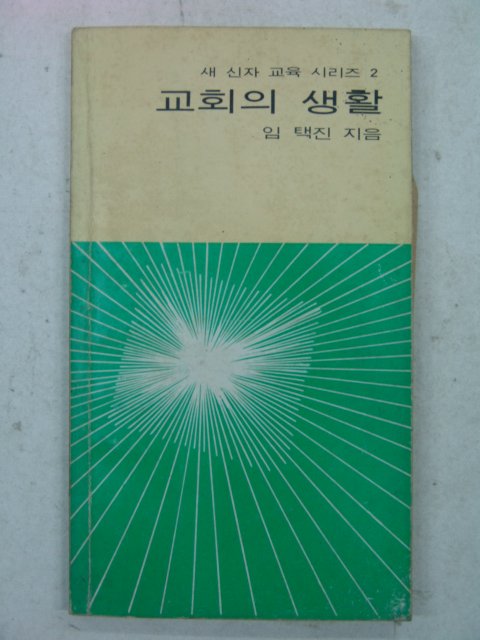 새 신자 교육 시리즈 2
교회의 생활
임 택진 지음